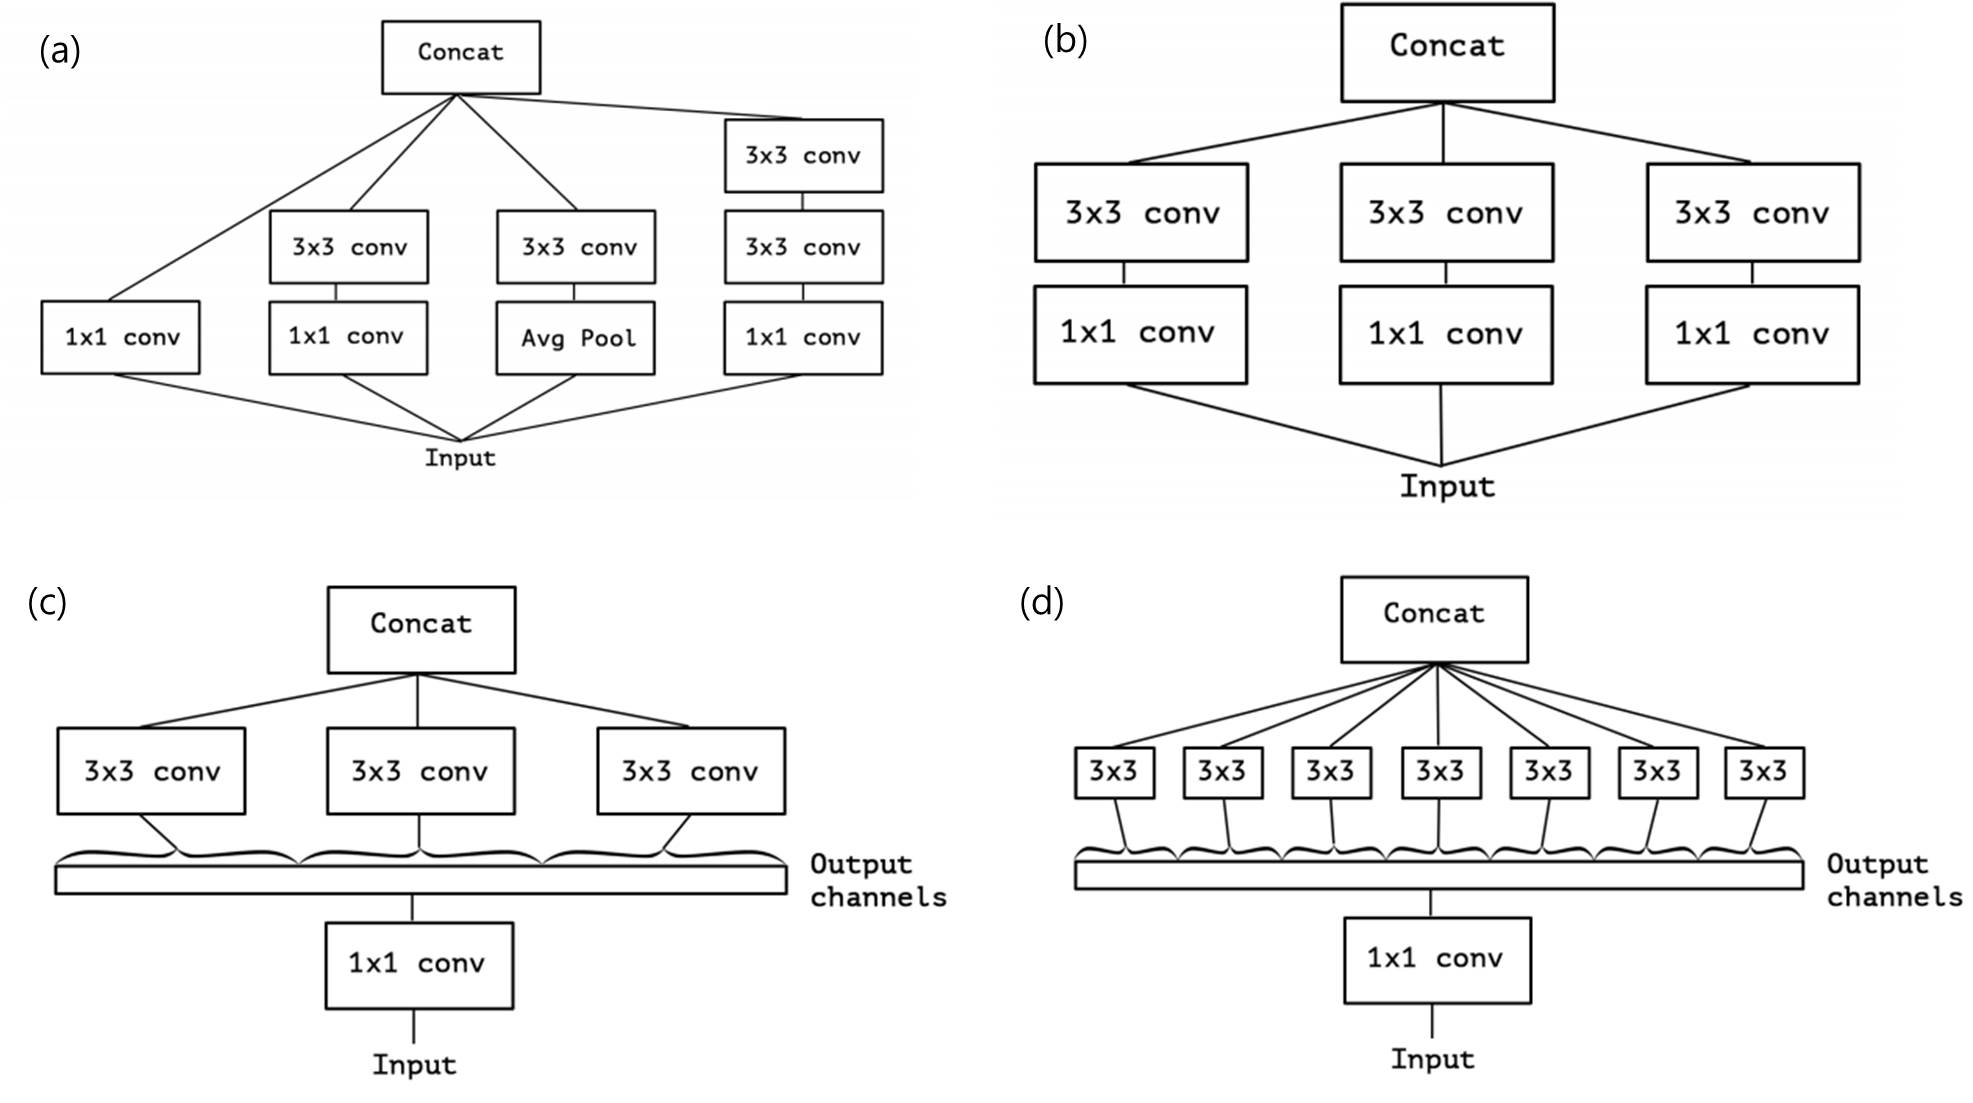 (a)
Concat
3x3 conv
3x3 conv
3x3 conv
3x3 conv
1x1 conv
1x1 conv
Avg Pool
1x1 conv
Input
(b)
Concat
3x3 conv
3x3 conv
3x3 conv
1x1 conv
1x1 conv
1x1 conv
Input
(c)
Concat
3x3 conv
3x3 conv
3x3 conv
Output
channels
1x1 conv
Input
(d)
Concat
3x3
3x3
3x3
3x3
3x3
3x3
3x3
Output
channels
1x1 conv
Input